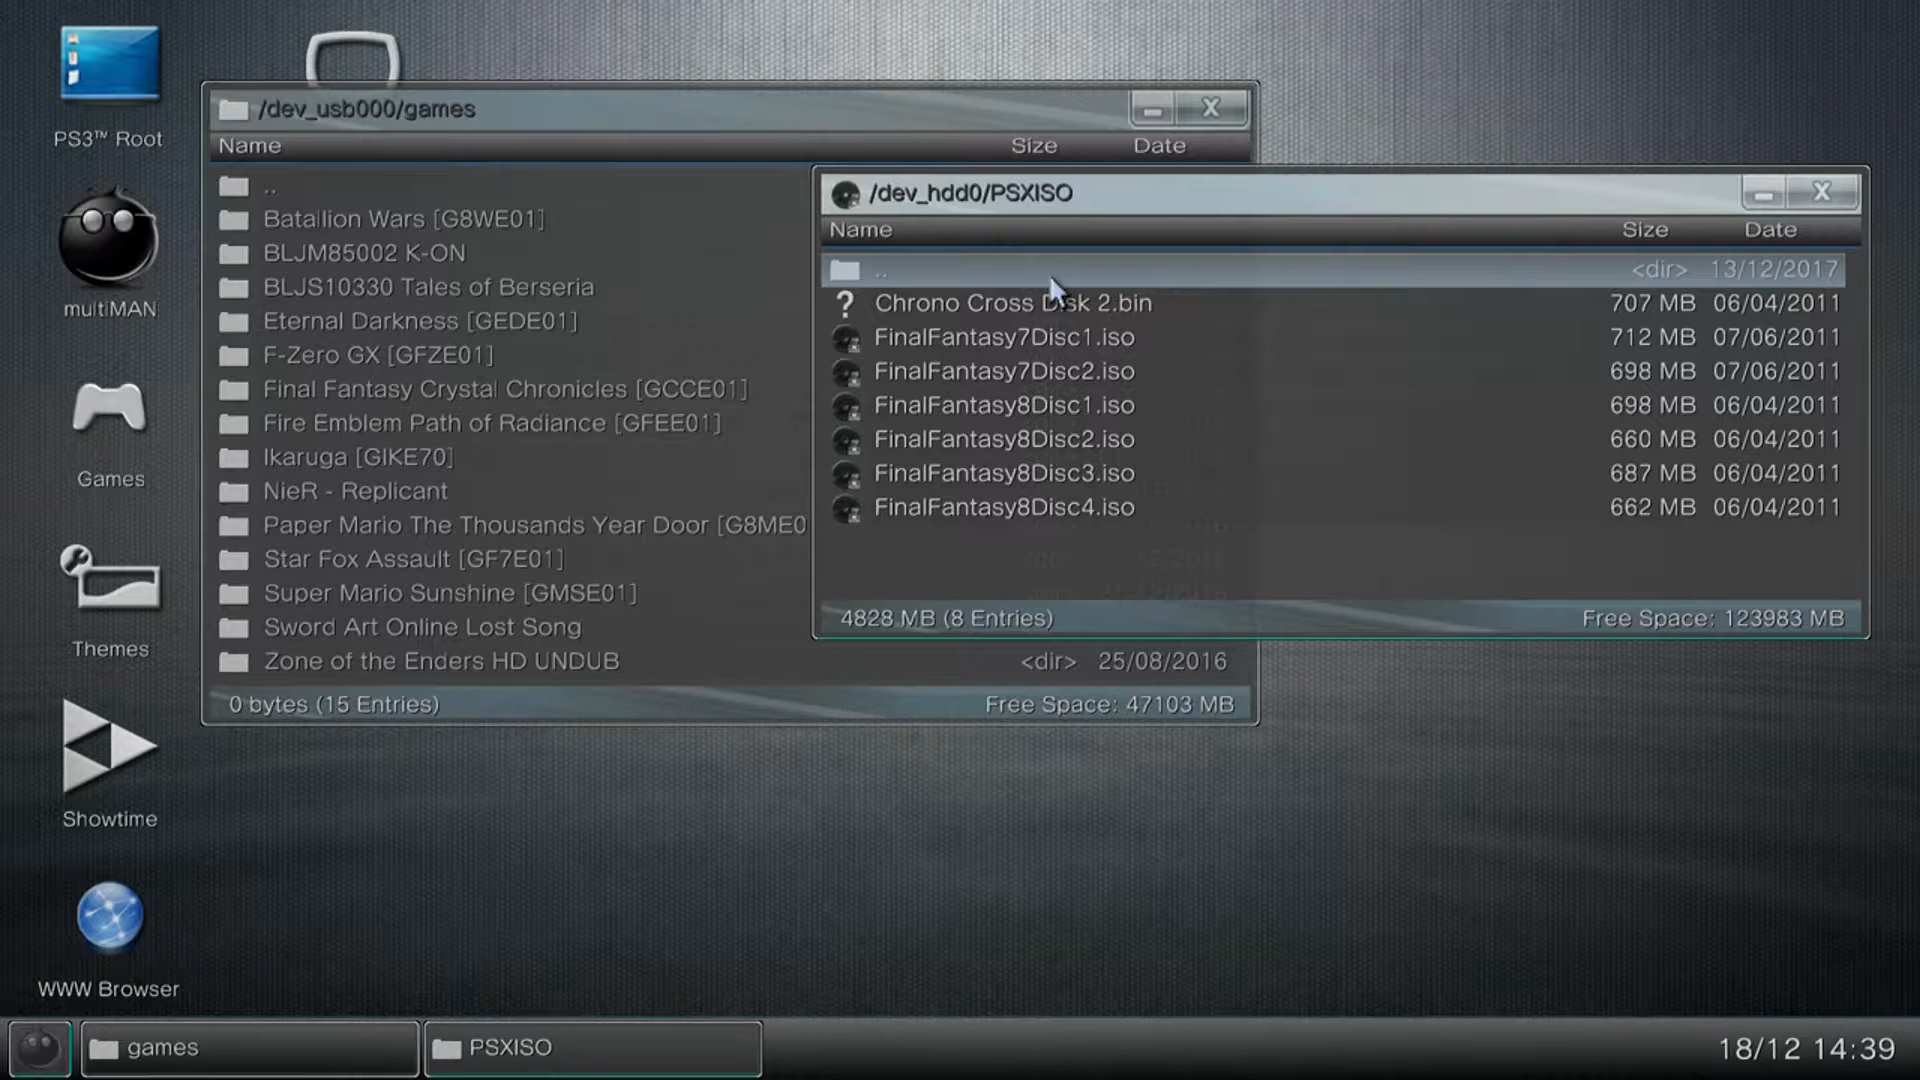 PS3™ Root
multiMAN
Games
Themes
Showtime
WWW Browser
/dev_usb000/games
Name Size Date
..
Batallion Wars [G8WE01]
BLJM85002 K-ON
BLJS10330 Tales of Berseria
Eternal Darkness [GEDE01]
F-Zero GX [GFZE01]
Final Fantasy Crystal Chronicles [GCCE01]
Fire Emblem Path of Radiance [GFEE01]
Ikaruga [GIKE70]
NieR - Replicant
Paper Mario The Thousands Year Door [G8ME0
Star Fox Assault [GF7E01]
Super Mario Sunshine [GMSE01]
Sword Art Online Lost Song
Zone of the Enders HD UNDUB <dir> 25/08/2016
0 bytes (15 Entries) Free Space: 47103 MB
/dev_hdd0/PSXISO
Name Size Date
.. <dir> 13/12/2017
Chrono Cross Disk 2.bin 707 MB 06/04/2011
FinalFantasy7Disc1.iso 712 MB 07/06/2011
FinalFantasy7Disc2.iso 698 MB 07/06/2011
FinalFantasy8Disc1.iso 698 MB 06/04/2011
FinalFantasy8Disc2.iso 660 MB 06/04/2011
FinalFantasy8Disc3.iso 687 MB 06/04/2011
FinalFantasy8Disc4.iso 662 MB 06/04/2011
4828 MB (8 Entries) Free Space: 123983 MB
games
PSXISO
18/12 14:39